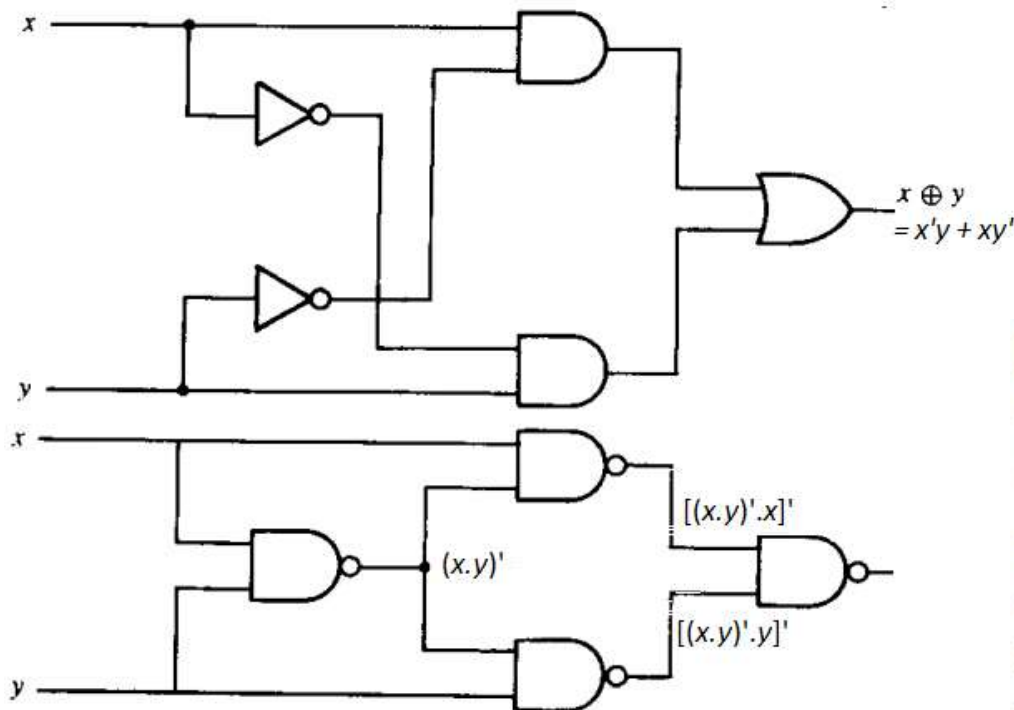 x
x ⊕ y
= x'y + xy'
y
x
[(x.y)'.x]'
(x.y)'
[(x.y)'.y]'
y